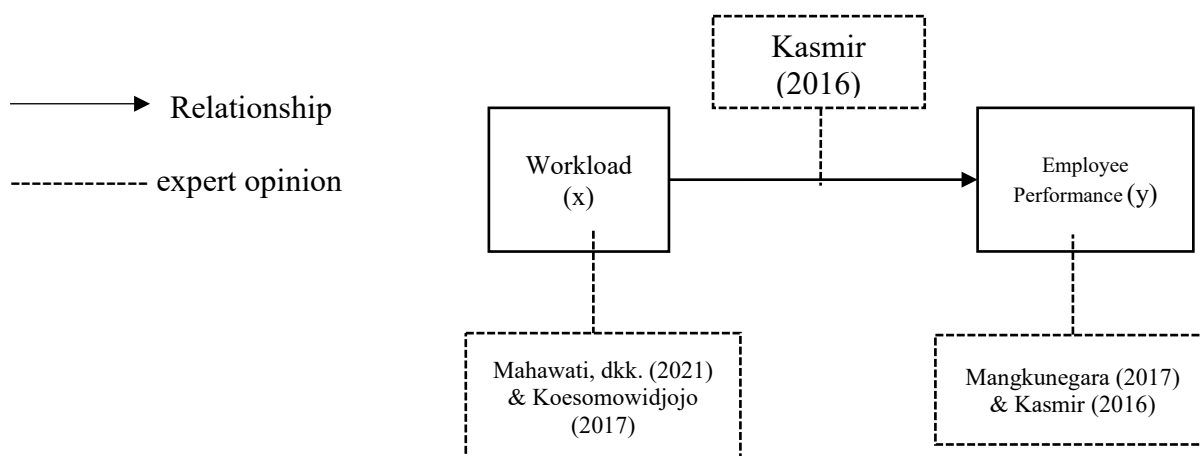 Relationship
expert opinion
Kasmir
(2016)
Workload
(x)
Employee
Performance (y)
Mahawati, dkk. (2021)
& Koesomowidjojo
(2017)
Mangkunegara (2017)
& Kasmir (2016)